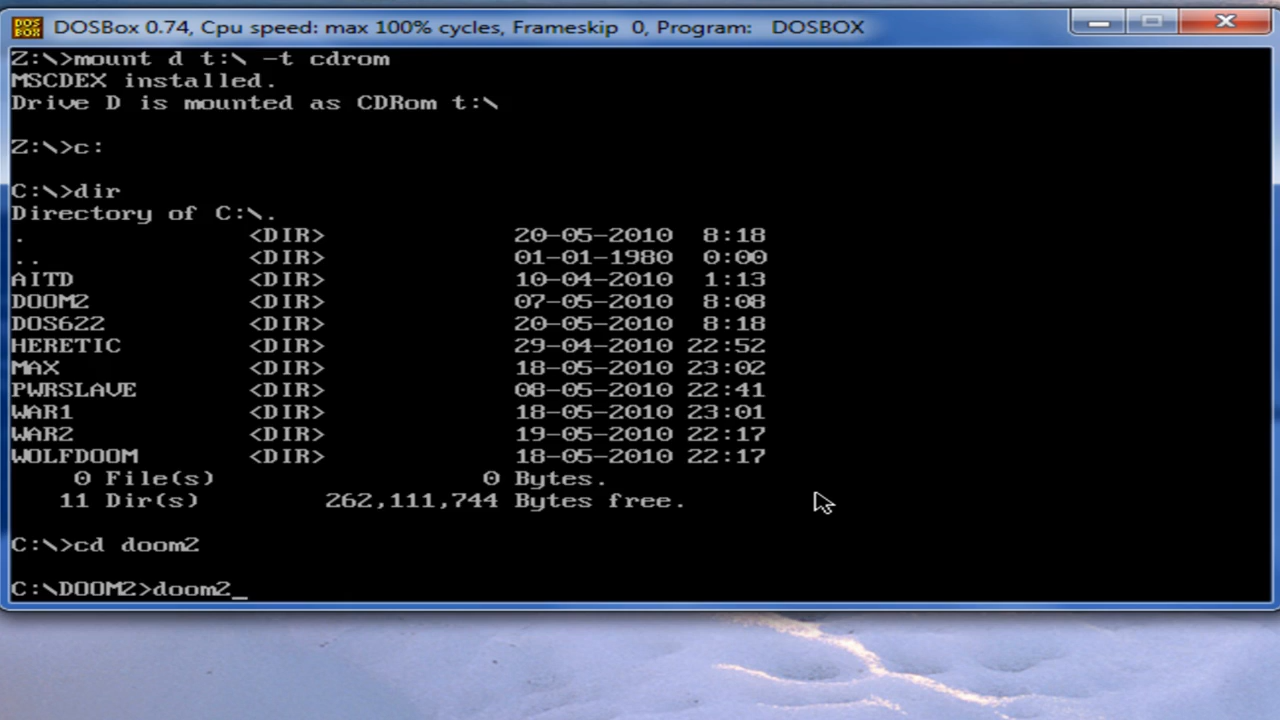 DOS BOX
DOSBox 0.74, Cpu speed: max 100% cycles, Frameskip 0, Program: DOSBOX
Z:\>mount d t:\ -t cdrom
MSCDEX installed.
Drive D is mounted as CDRom t:\
Z:\>c:
C:\>dir
Directory of C:\.
. <DIR> 20-05-2010 8:18
.. <DIR> 01-01-1980 0:00
AITD <DIR> 10-04-2010 1:13
DOOM2 <DIR> 07-05-2010 8:08
DOS622 <DIR> 20-05-2010 8:18
HERETIC <DIR> 29-04-2010 22:52
MAX <DIR> 18-05-2010 23:02
PWRSLAVE <DIR> 08-05-2010 22:41
WAR1 <DIR> 18-05-2010 23:01
WAR2 <DIR> 19-05-2010 22:17
WOLFDOOM <DIR> 18-05-2010 22:17
0 File(s) 0 Bytes.
11 Dir(s) 262,111,744 Bytes free.
C:\>cd doom2
C:\DOOM2>doom2_